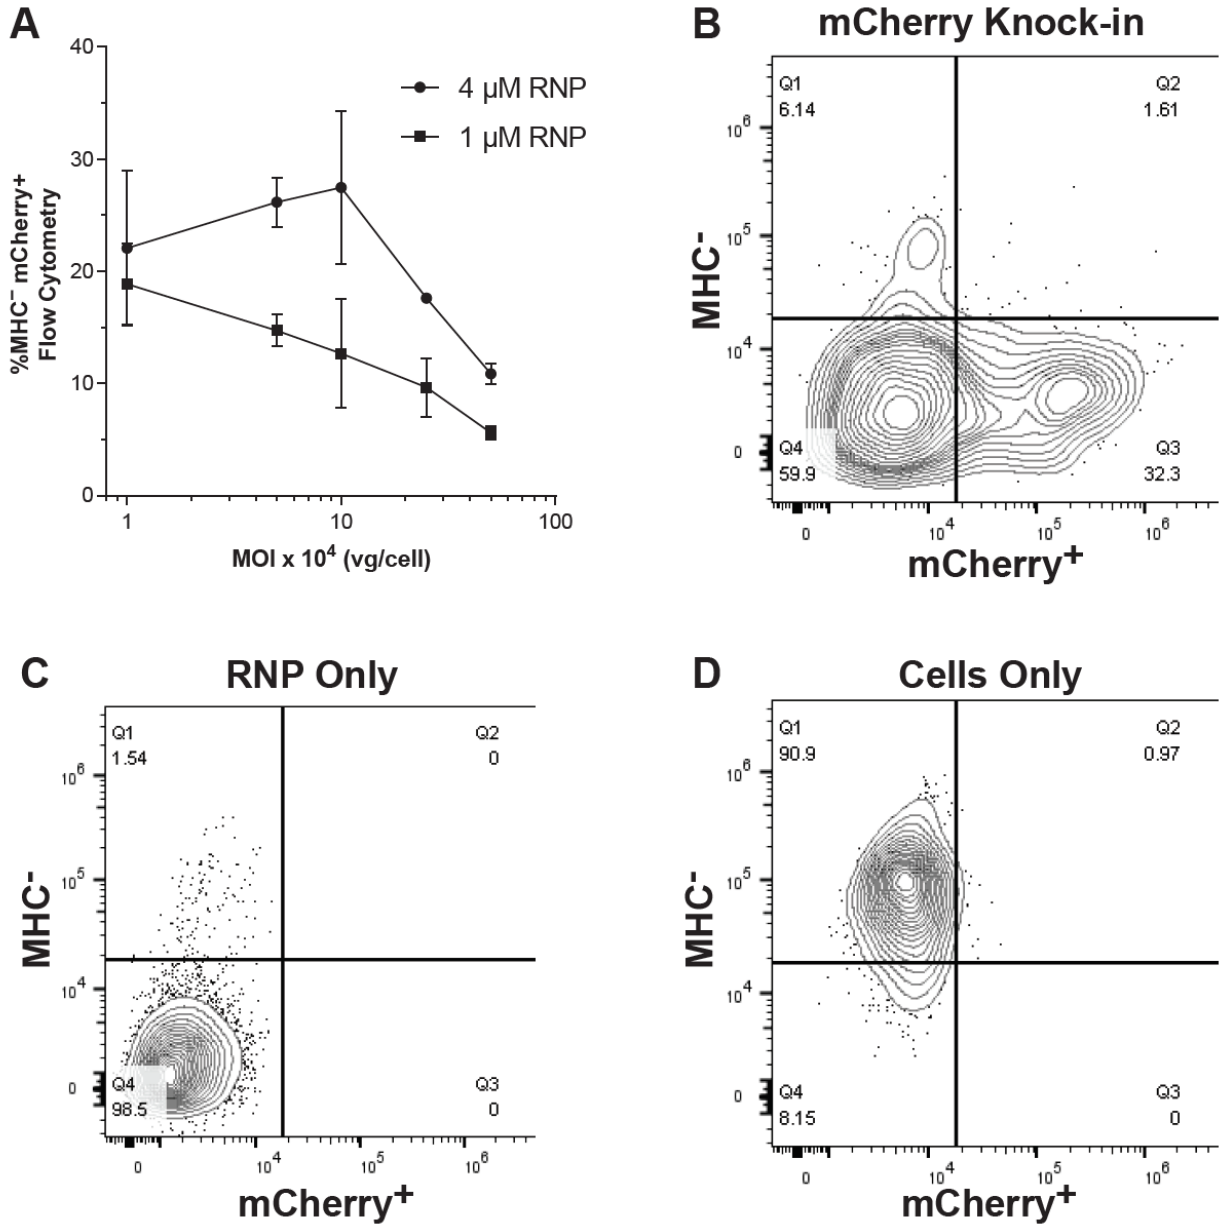 A
40
30
20
10
0
%MHC⁻ mCherry+
Flow Cytometry
4 µM RNP
1 µM RNP
1
10
100
MOI x 10⁴ (vg/cell)
B
mCherry Knock-in
Q1
6.14
Q2
1.61
10⁶
10⁵
10⁴
0
MHC⁻
Q4
59.9
Q3
32.3
0
10⁴
10⁵
10⁶
mCherry⁺
C
RNP Only
Q1
1.54
Q2
0
10⁶
10⁵
10⁴
0
MHC⁻
Q4
98.5
Q3
0
0
10⁴
10⁵
10⁶
mCherry⁺
D
Cells Only
Q1
90.9
Q2
0.97
10⁶
10⁵
10⁴
0
MHC⁻
Q4
8.15
Q3
0
0
10⁴
10⁵
10⁶
mCherry⁺